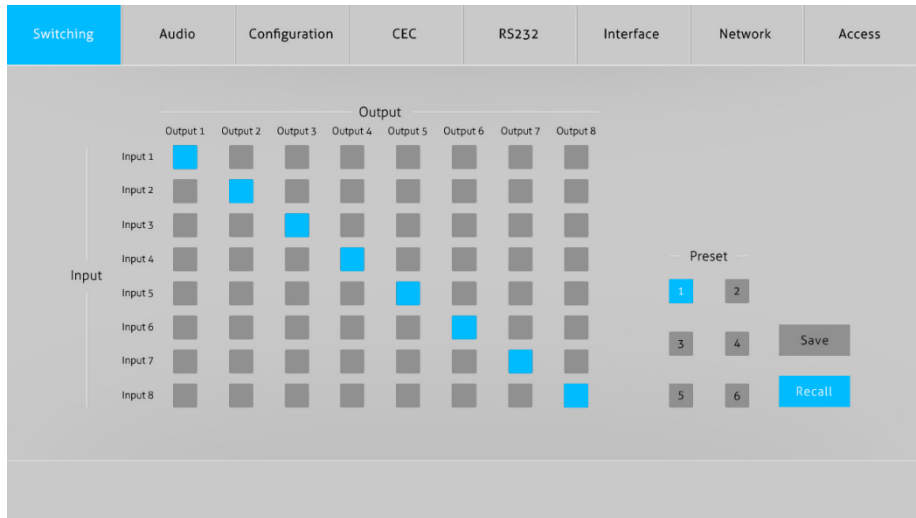 Switching Audio Configuration CEC RS232 Interface Network Access
Output
Output 1 Output 2 Output 3 Output 4 Output 5 Output 6 Output 7 Output 8
Input 1
Input 2
Input 3
Input 4
Input
Input 5
Input 6
Input 7
Input 8
Preset
1 2
3 4
5 6
Save
Recall